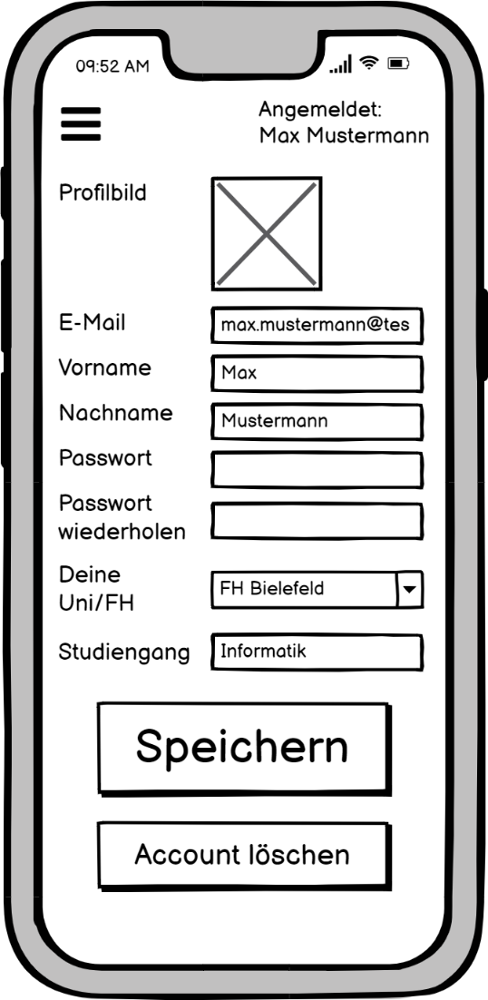 09:52 AM
Angemeldet:
Max Mustermann
Profilbild
E-Mail
max.mustermann@tes
Vorname
Max
Nachname
Mustermann
Passwort
Passwort
wiederholen
Deine
Uni/FH
FH Bielefeld
Studiengang
Informatik
Speichern
Account löschen